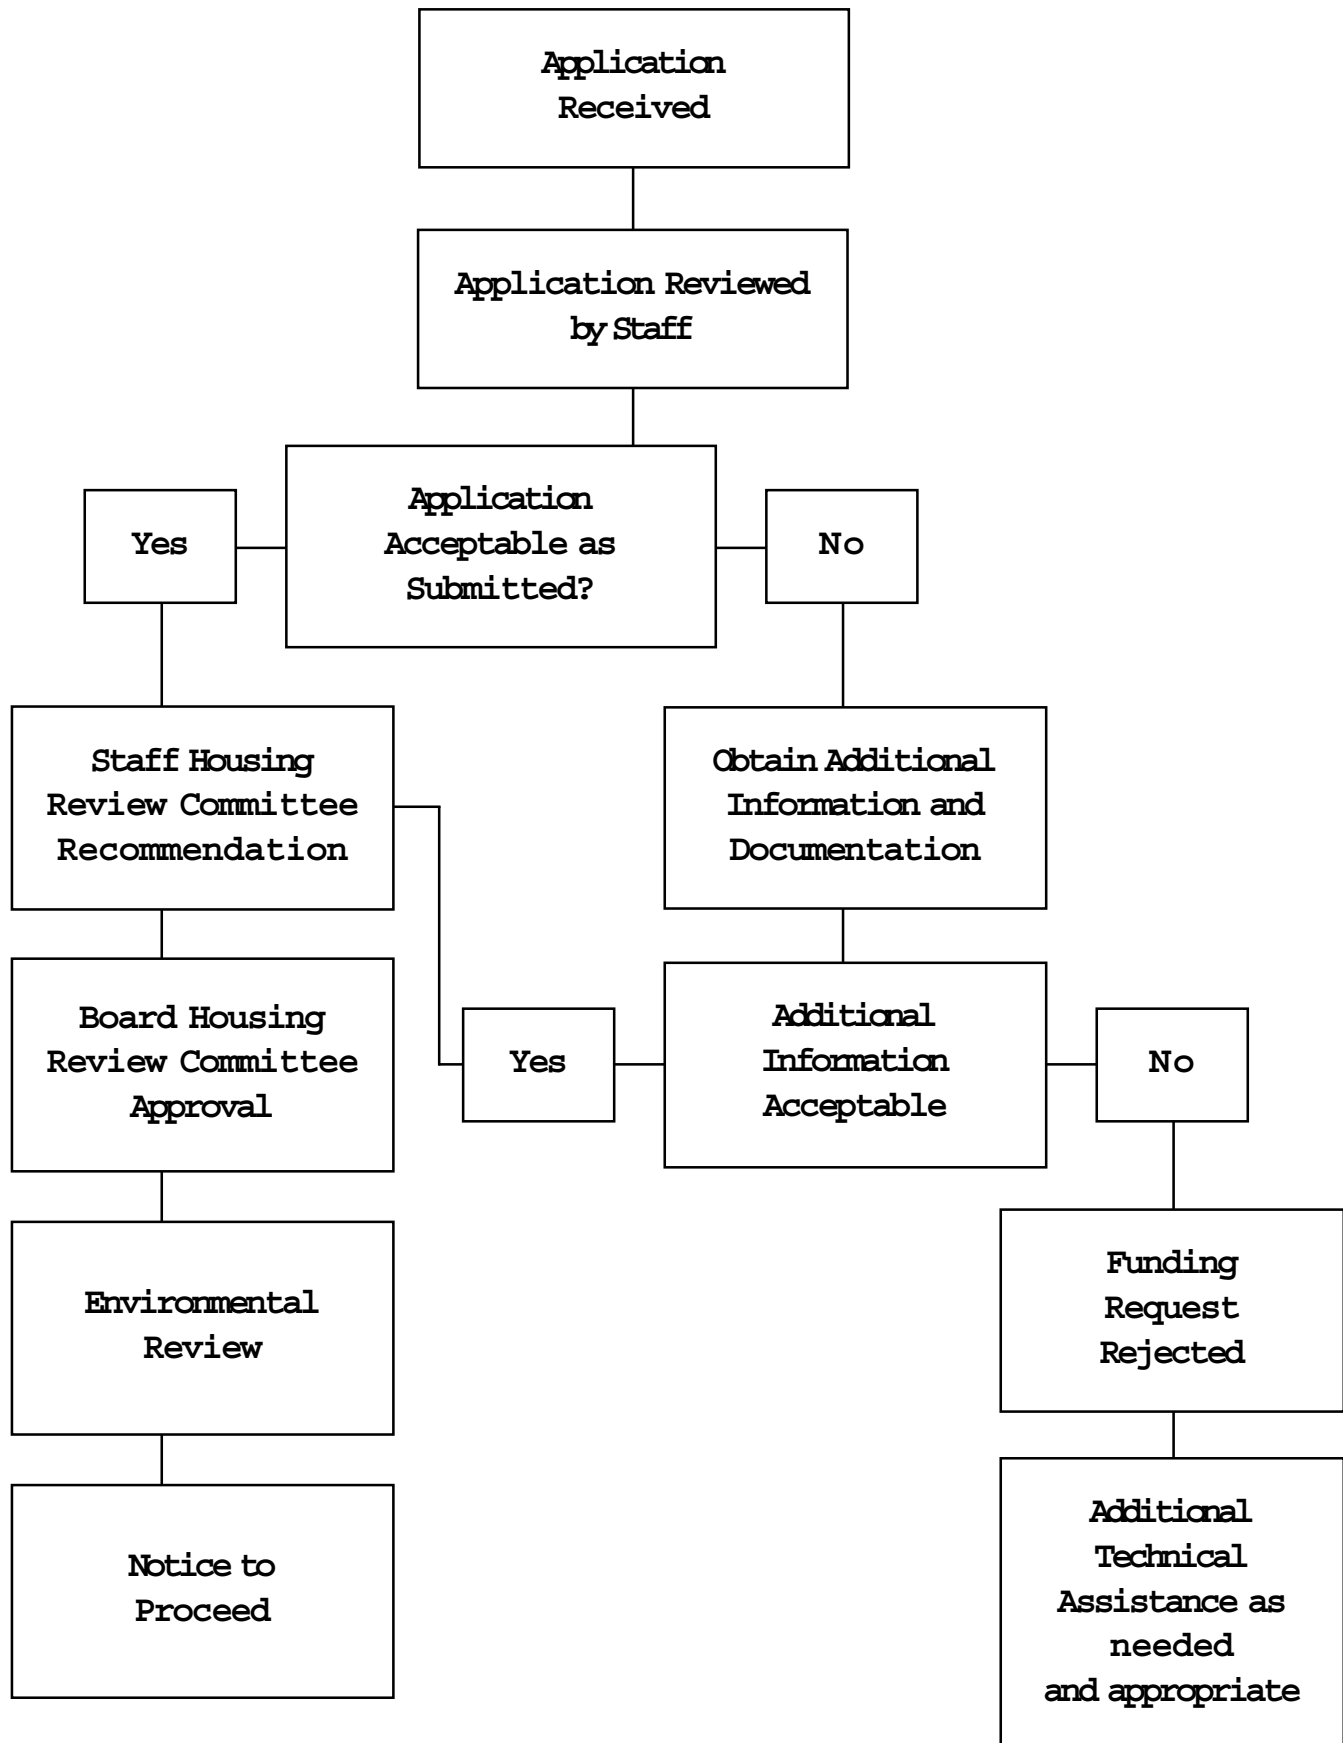 Application
Received
Application Reviewed
by Staff
Application
Acceptable as
Submitted?
Yes
No
Staff Housing
Review Committee
Recommendation
Obtain Additional
Information and
Documentation
Board Housing
Review Committee
Approval
Yes
Additional
Information
Acceptable
No
Environmental
Review
Funding
Request
Rejected
Notice to
Proceed
Additional
Technical
Assistance as
needed
and appropriate